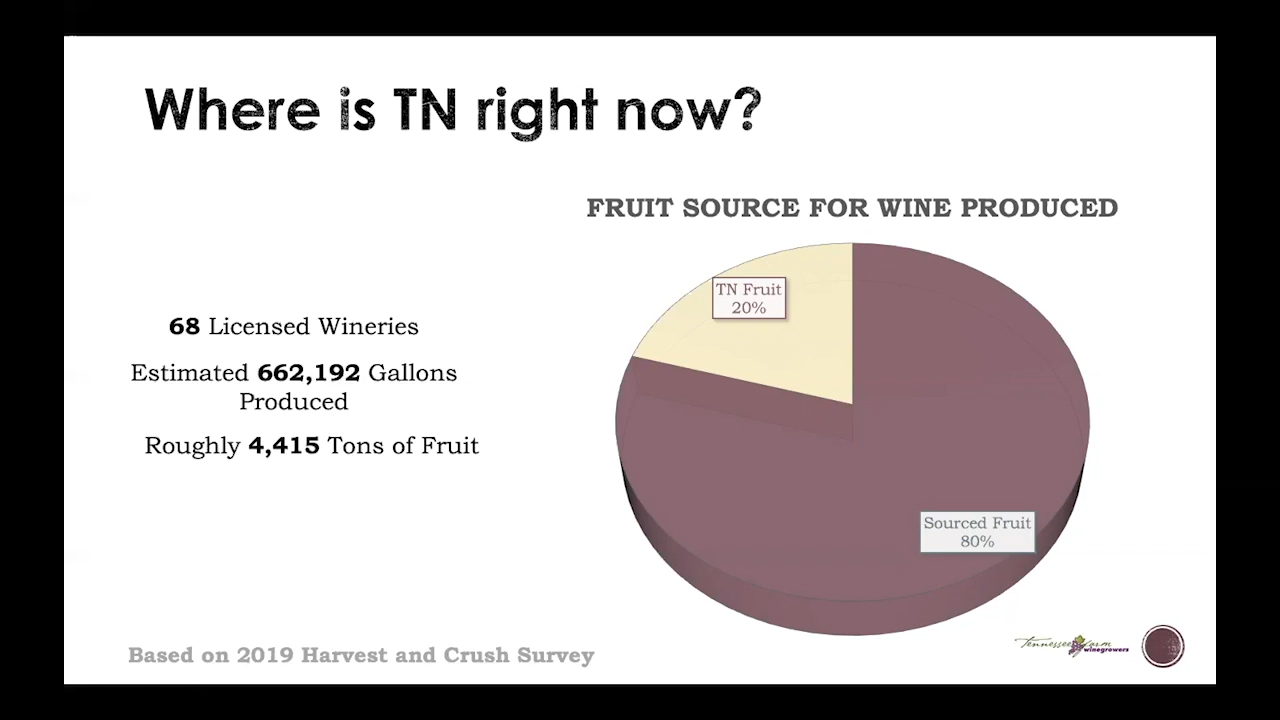 Where is TN right now?
FRUIT SOURCE FOR WINE PRODUCED
TN Fruit
20%
68 Licensed Wineries
Estimated 662,192 Gallons
Produced
Roughly 4,415 Tons of Fruit
Sourced Fruit
80%
Tennessee Farm
winegrowers
Based on 2019 Harvest and Crush Survey